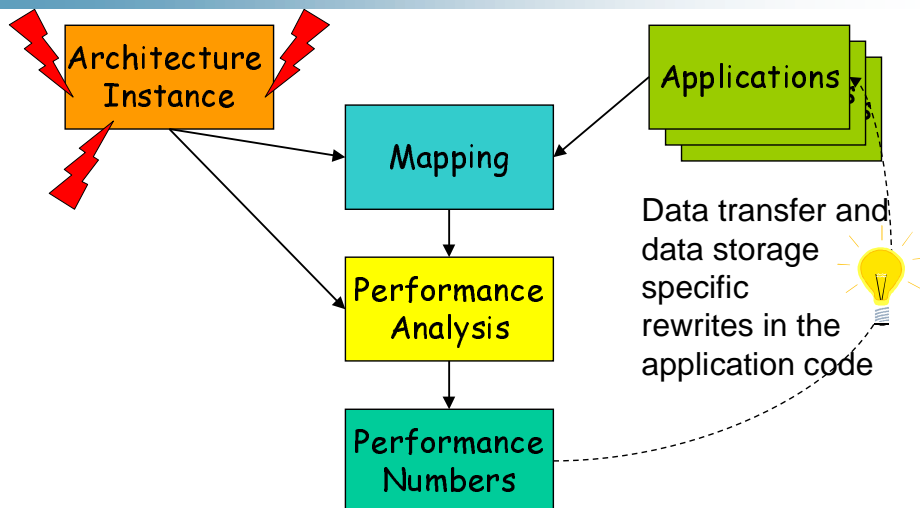 Architecture
Instance
Applications
Mapping
Data transfer and
data storage
specific
rewrites in the
application code
Performance
Analysis
Performance
Numbers